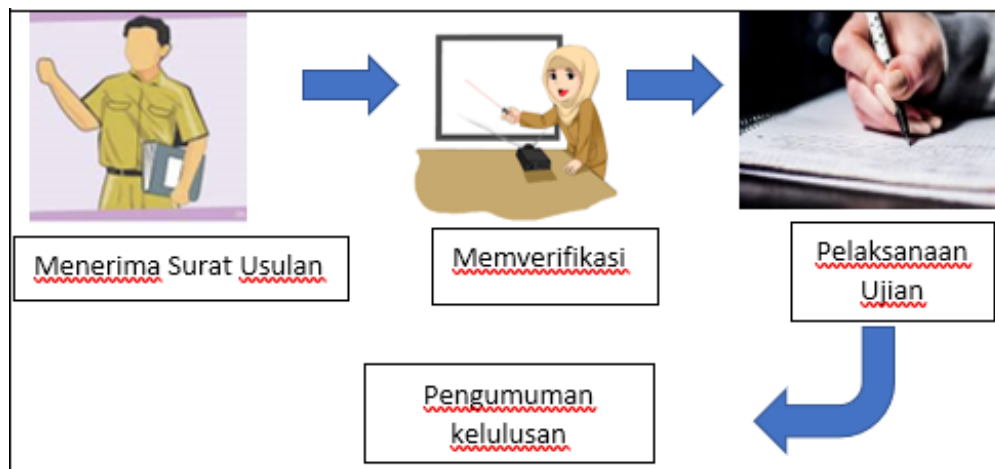 Menerima Surat Usulan
Memverifikasi
Pelaksanaan
Ujian
Pengumuman
kelulusan